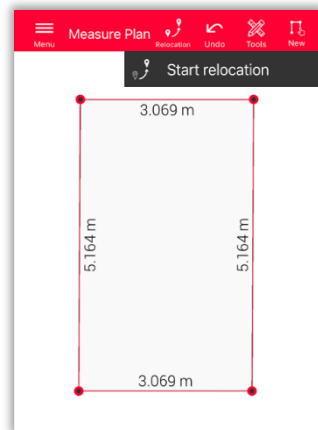 Menu
Measure Plan
Relocation
Undo
Tools
New
Start relocation
3.069 m
5.164 m
5.164 m
3.069 m